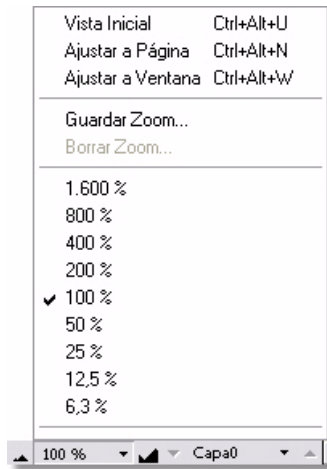 Vista Inicial Ctrl+Alt+U
Ajustar a Página Ctrl+Alt+N
Ajustar a Ventana Ctrl+Alt+W
Guardar Zoom...
Borrar Zoom...
1.600 %
800 %
400 %
200 %
100 %
50 %
25 %
12,5 %
6,3 %
100 % Capa0